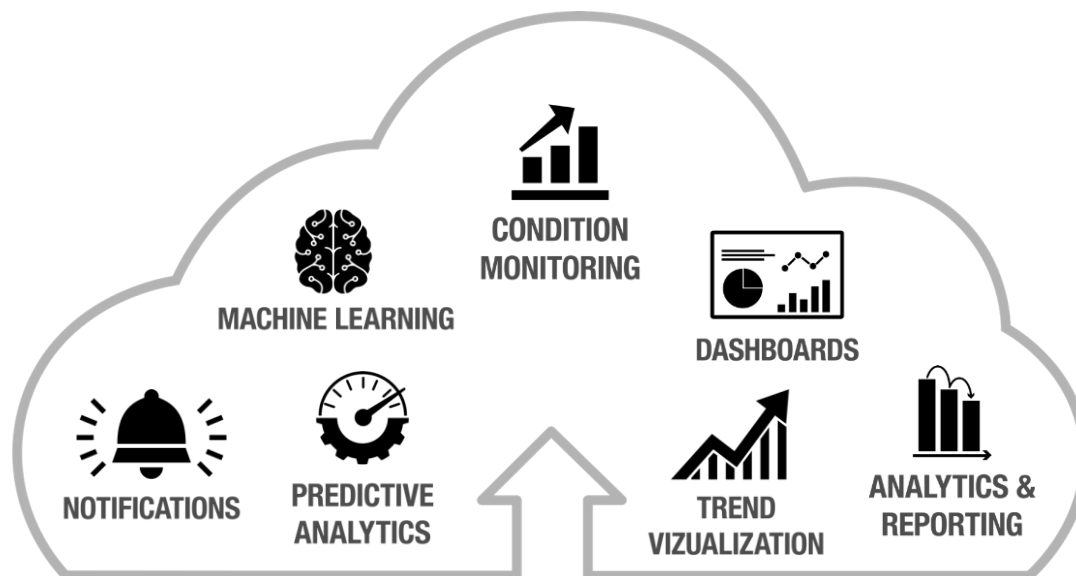 CONDITION
MONITORING
MACHINE LEARNING
DASHBOARDS
NOTIFICATIONS
PREDICTIVE
ANALYTICS
TREND
VIZUALIZATION
ANALYTICS &
REPORTING